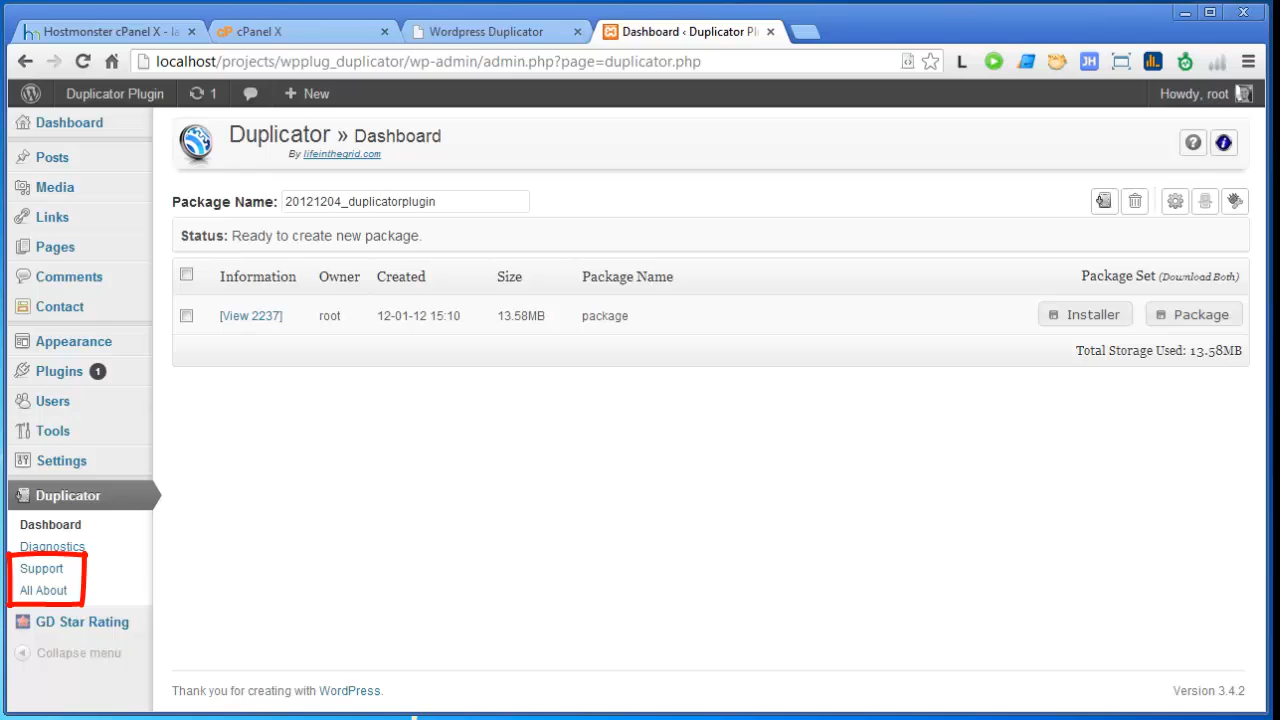 Hostmonster cPanel X - la
cPanel X
Wordpress Duplicator
Dashboard ‹ Duplicator Pl
localhost/projects/wpplug_duplicator/wp-admin/admin.php?page=duplicator.php
L
JH
Duplicator Plugin
1
+ New
Howdy, root
Dashboard
Posts
Media
Links
Pages
Comments
Contact
Appearance
Plugins 1
Users
Tools
Settings
Duplicator
Dashboard
Diagnostics
Support
All About
GD Star Rating
Collapse menu
Duplicator » Dashboard
By lifeinthegrid.com
Package Name: 20121204_duplicatorplugin
Status: Ready to create new package.
Information Owner Created Size Package Name Package Set (Download Both)
[View 2237] root 12-01-12 15:10 13.58MB package Installer Package
Total Storage Used: 13.58MB
Thank you for creating with WordPress.
Version 3.4.2